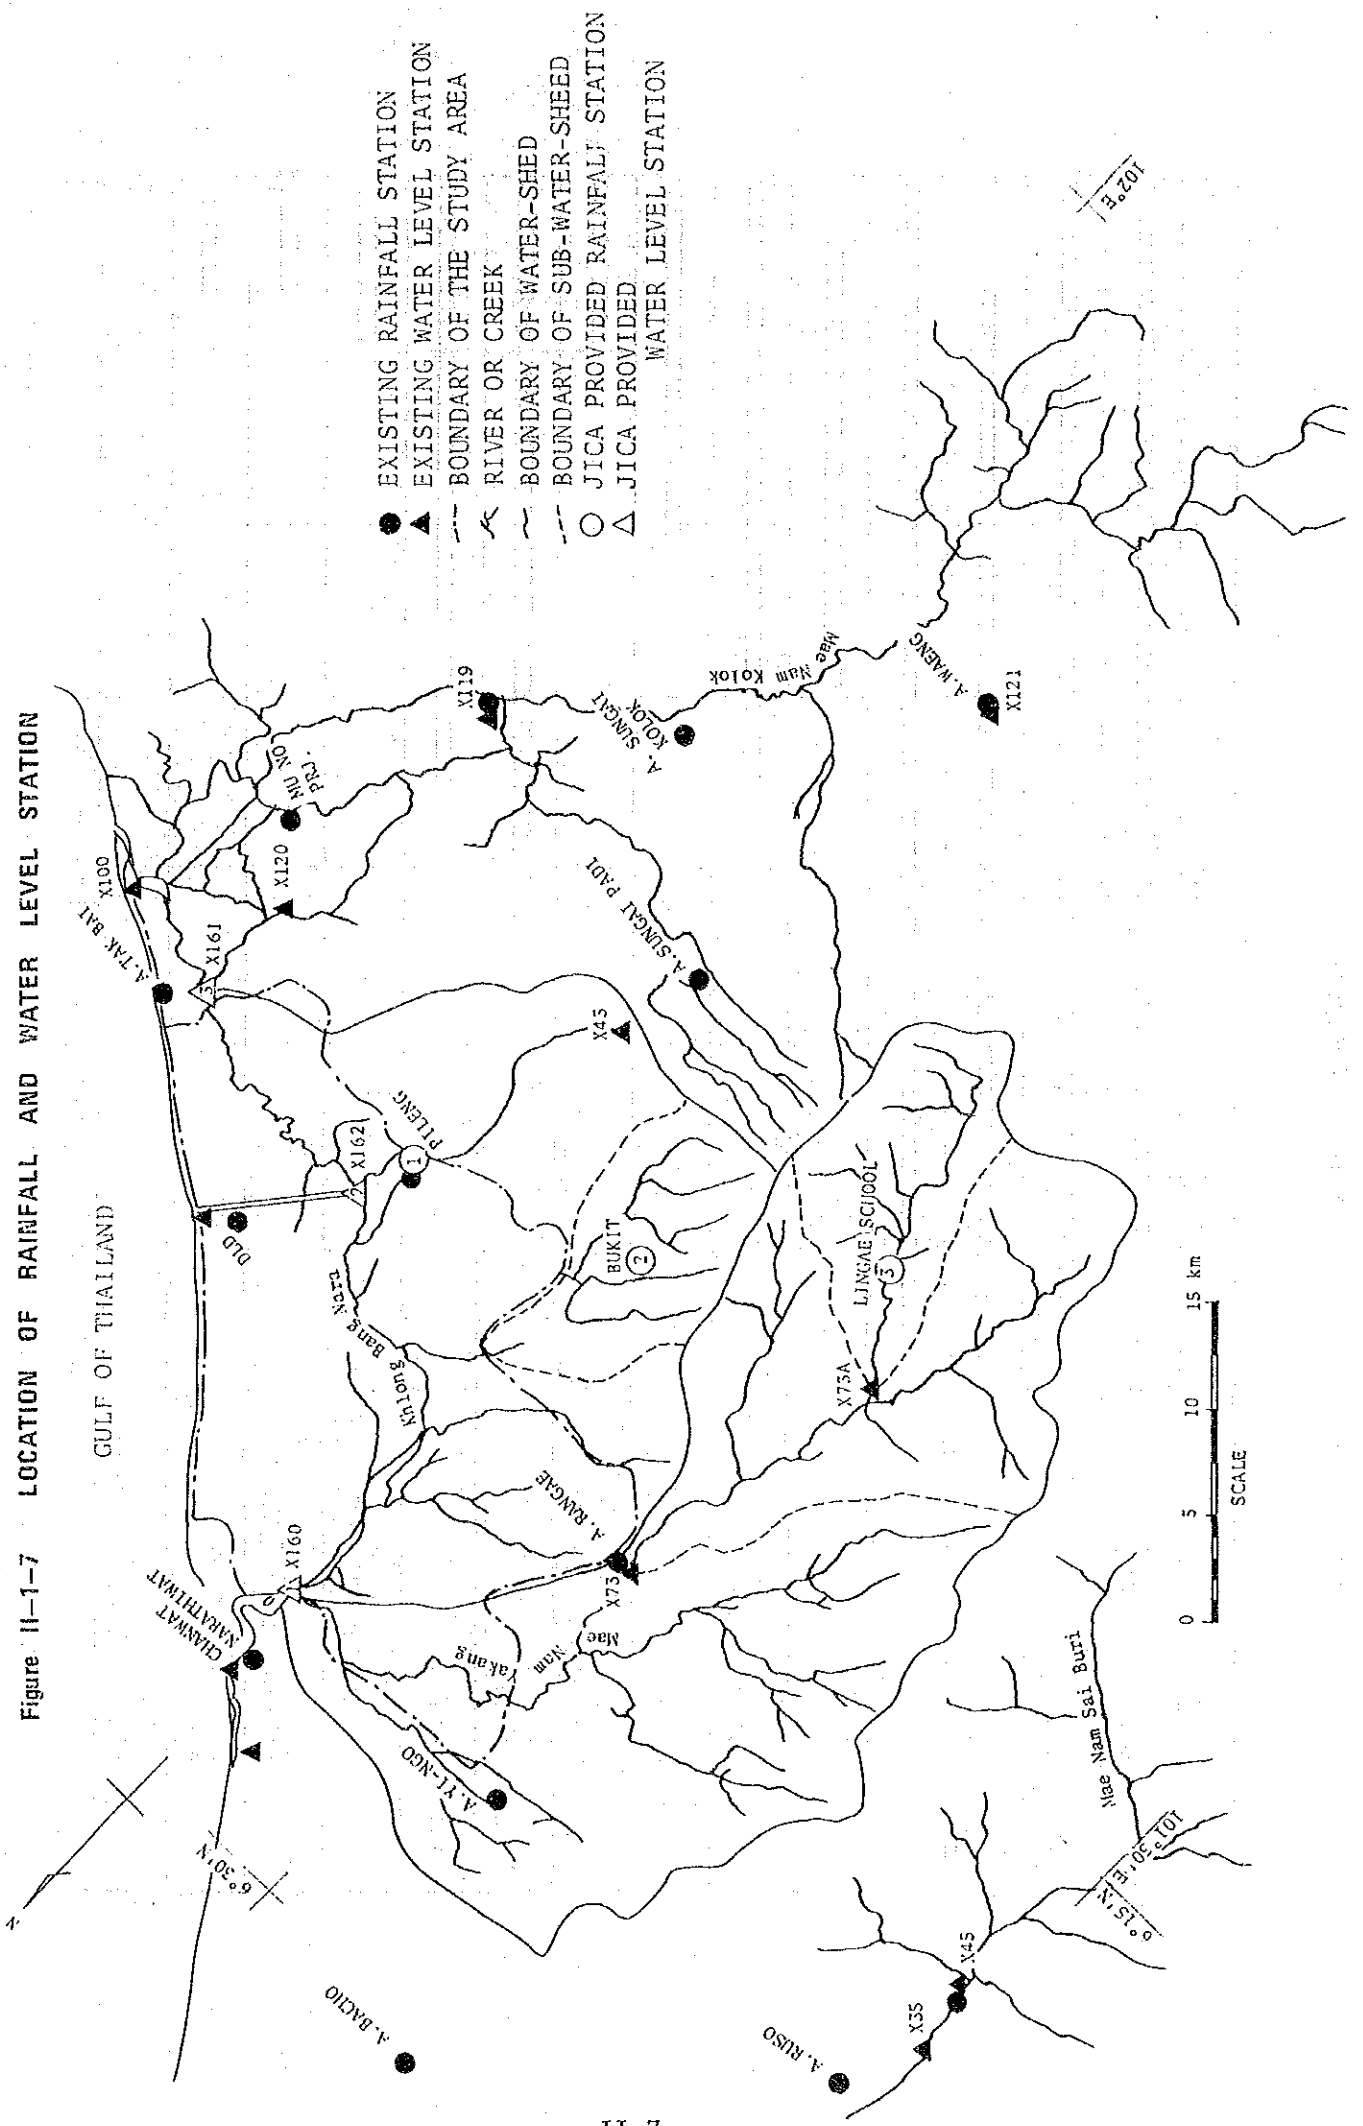 Figure II-1-7 LOCATION OF RAINFALL AND WATER LEVEL STATION
GULF OF THAILAND
EXISTING RAINFALL STATION
EXISTING WATER LEVEL STATION
BOUNDARY OF THE STUDY AREA
RIVER OR CREEK
BOUNDARY OF WATER-SHED
BOUNDARY OF SUB-WATER-SHEED
JICA PROVIDED RAINFALL STATION
JICA PROVIDED
WATER LEVEL STATION
N
6°30'N
CHANWAT
NARATHIWAT
X160
DLD
A. TAK BAI
X100
X161
3
X120
MU NO
PRJ.
X119
X162
2
1
PILENG
Khlong Bang Nara
A. YI-NGO
Mae
Nam
Yakang
A. RANGAE
X73
BUKIT
2
X43
A. SUNGAI PADI
A. SUNGAI
KOLOK
Mae
Nam Kolok
A. WAENG
X121
102°E
A. BACHO
A. RUSO
X35
X45
X73A
LINGAE SCHOOL
3
Mae Nam Sai Buri
101°30'E
6°15'N
0 5 10 15 km
SCALE